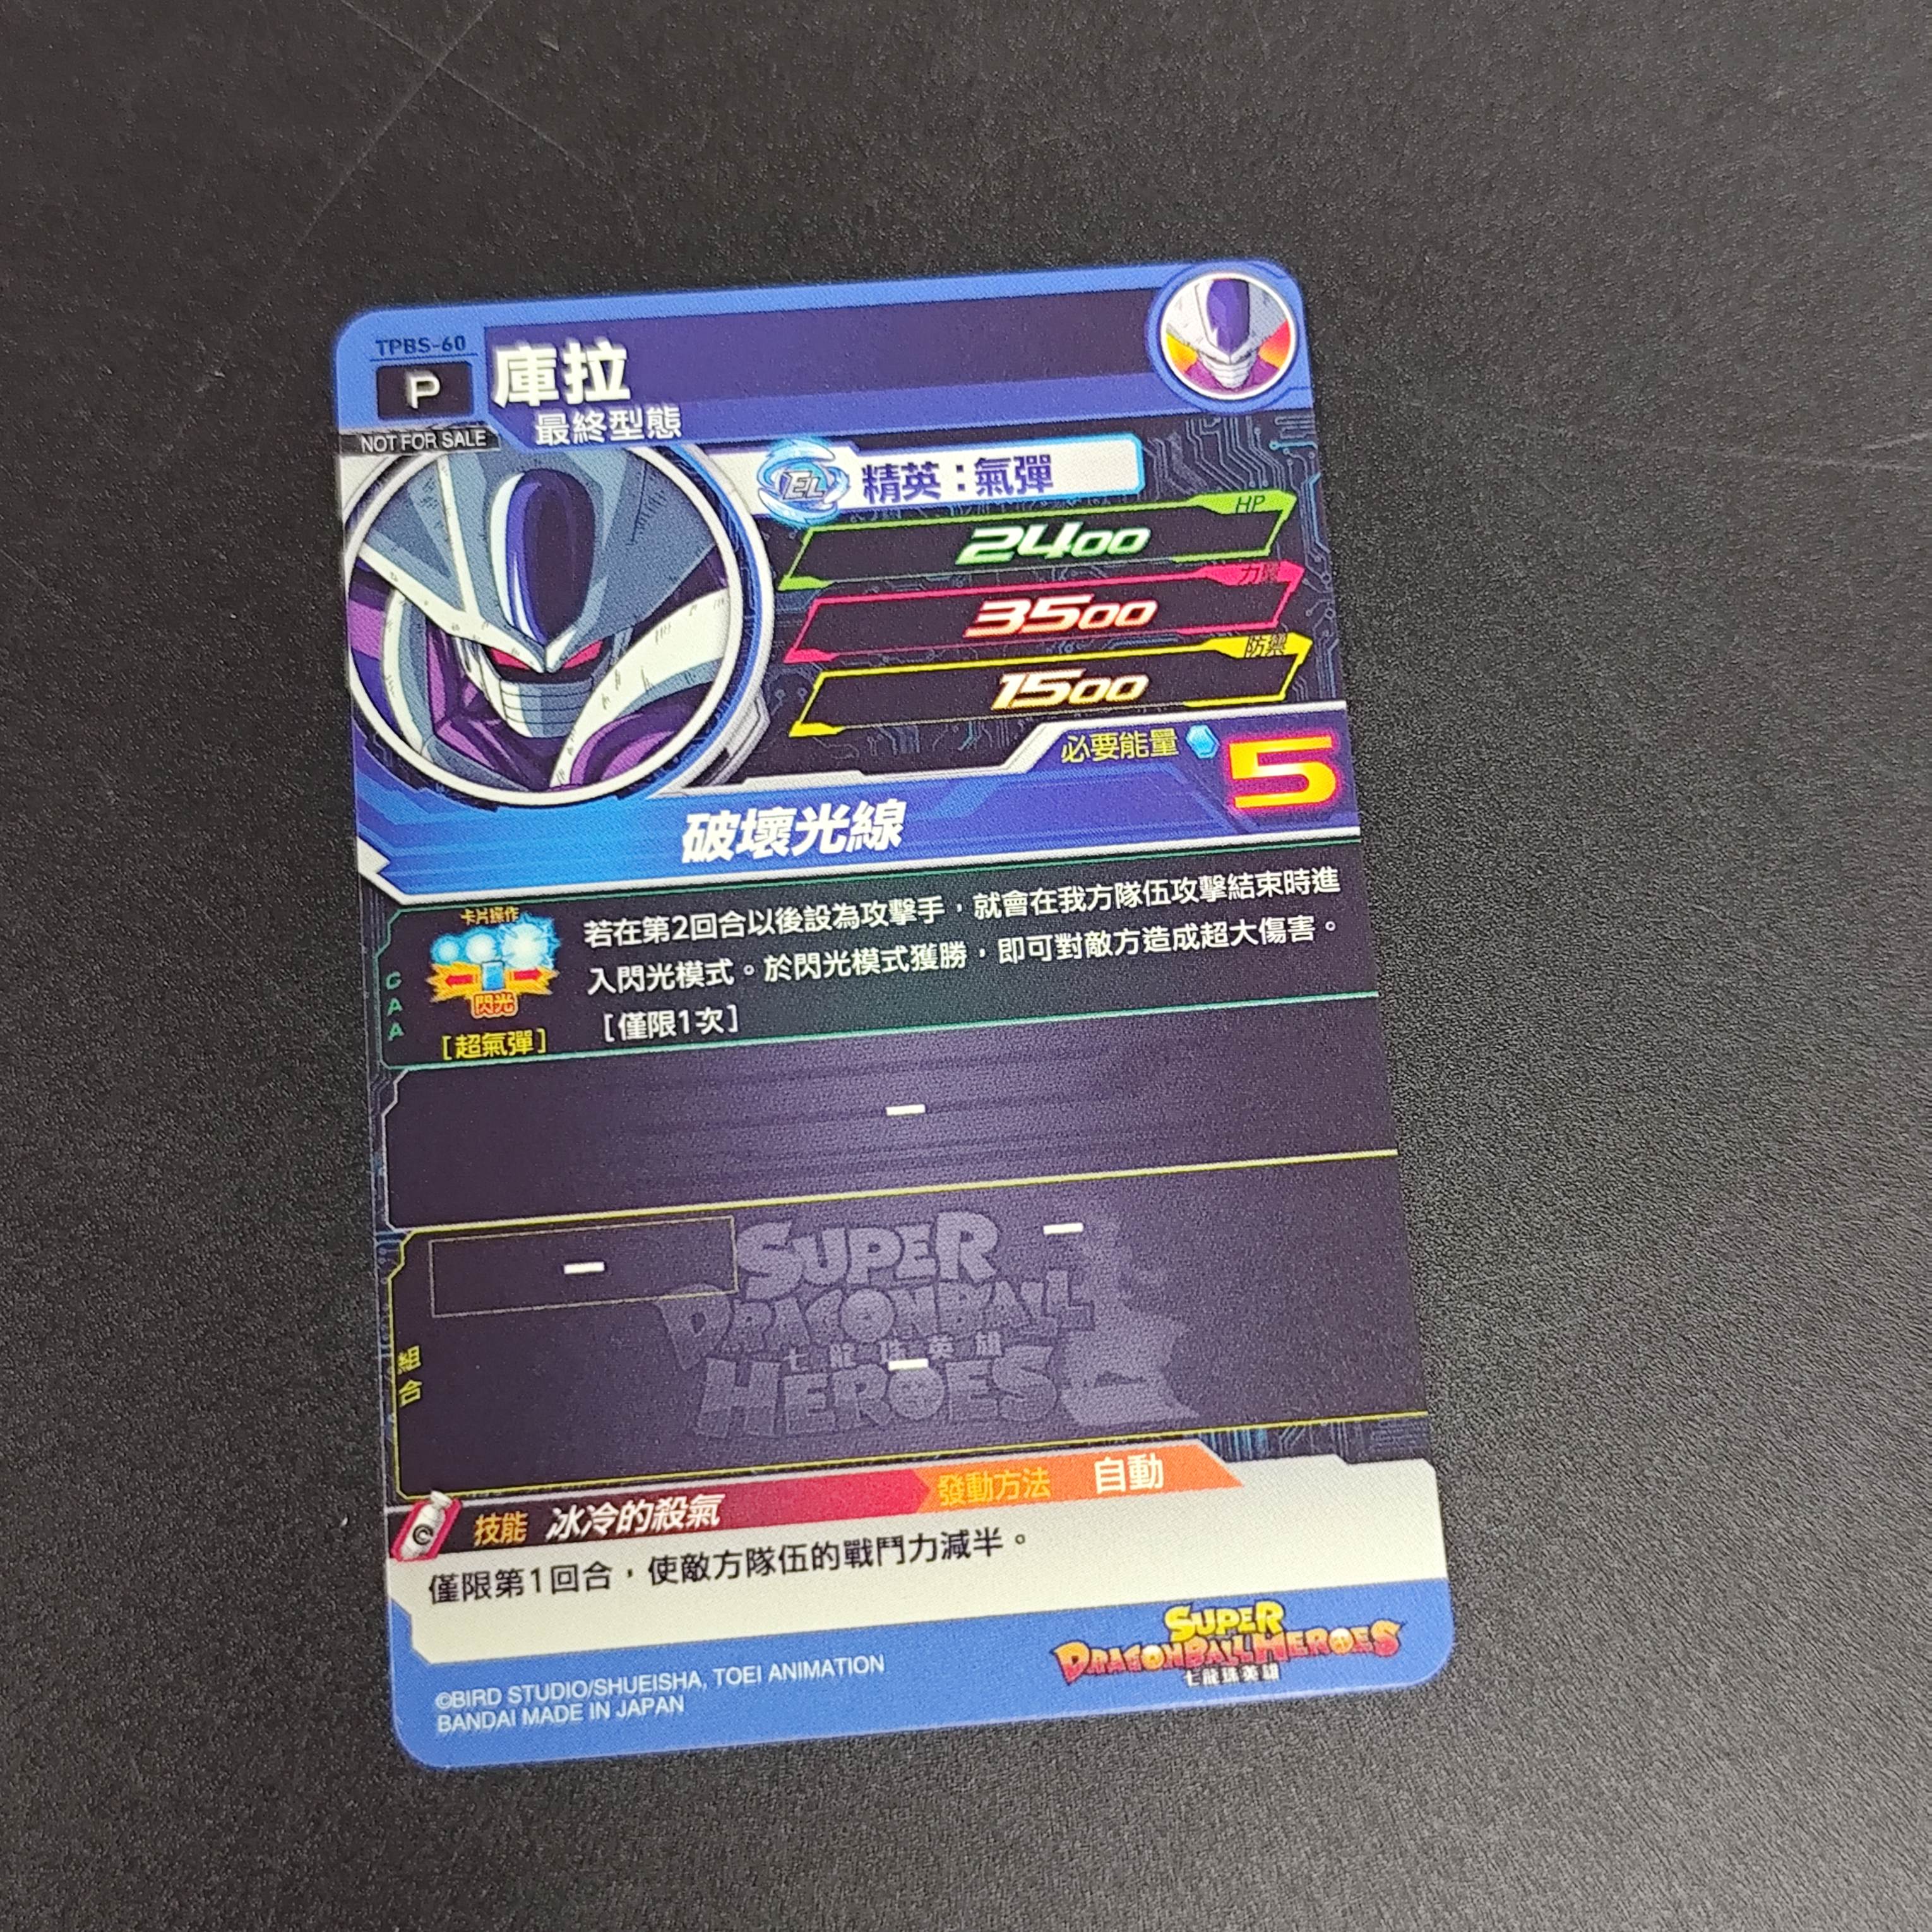 TPBS-60
P
NOT FOR SALE
庫拉
最終型態
EL 精英：氣彈
HP
2400
力量
3500
防禦
1500
必要能量 5
破壞光線
CAA
卡片操作
閃光
[超氣彈]
若在第2回合以後設為攻擊手，就會在我方隊伍攻擊結束時進
入閃光模式。於閃光模式獲勝，即可對敵方造成超大傷害。
[僅限1次]
–
–
–
SUPER
DRAGONBALL
七龍珠英雄
HEROES
–
組合
C 技能 冰冷的殺氣 發動方法 自動
僅限第1回合，使敵方隊伍的戰鬥力減半。
©BIRD STUDIO/SHUEISHA, TOEI ANIMATION
BANDAI MADE IN JAPAN
SUPER
DRAGONBALL HEROES
七龍珠英雄